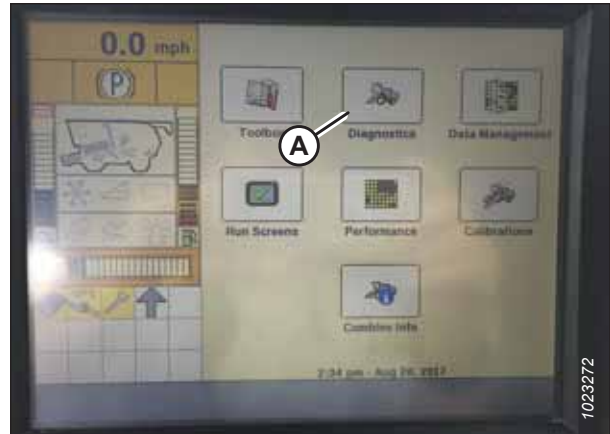 0.0 mph
(P)
Toolbox
Diagnostics
Data Management
A
Run Screens
Performance
Calibrations
Combine Info
2:34 pm - Aug 24, 2017
1023272